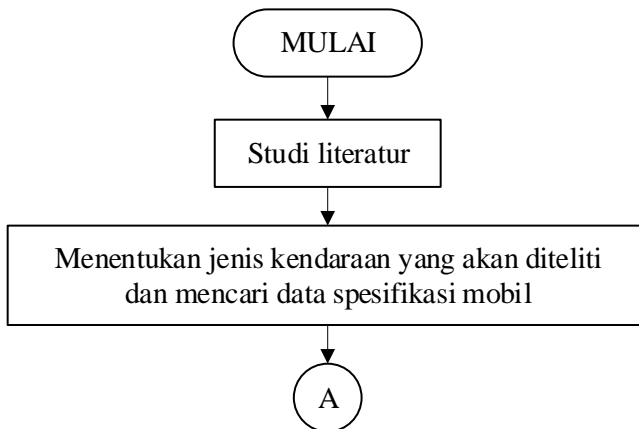 MULAI
Studi literatur
Menentukan jenis kendaraan yang akan diteliti
dan mencari data spesifikasi mobil
A